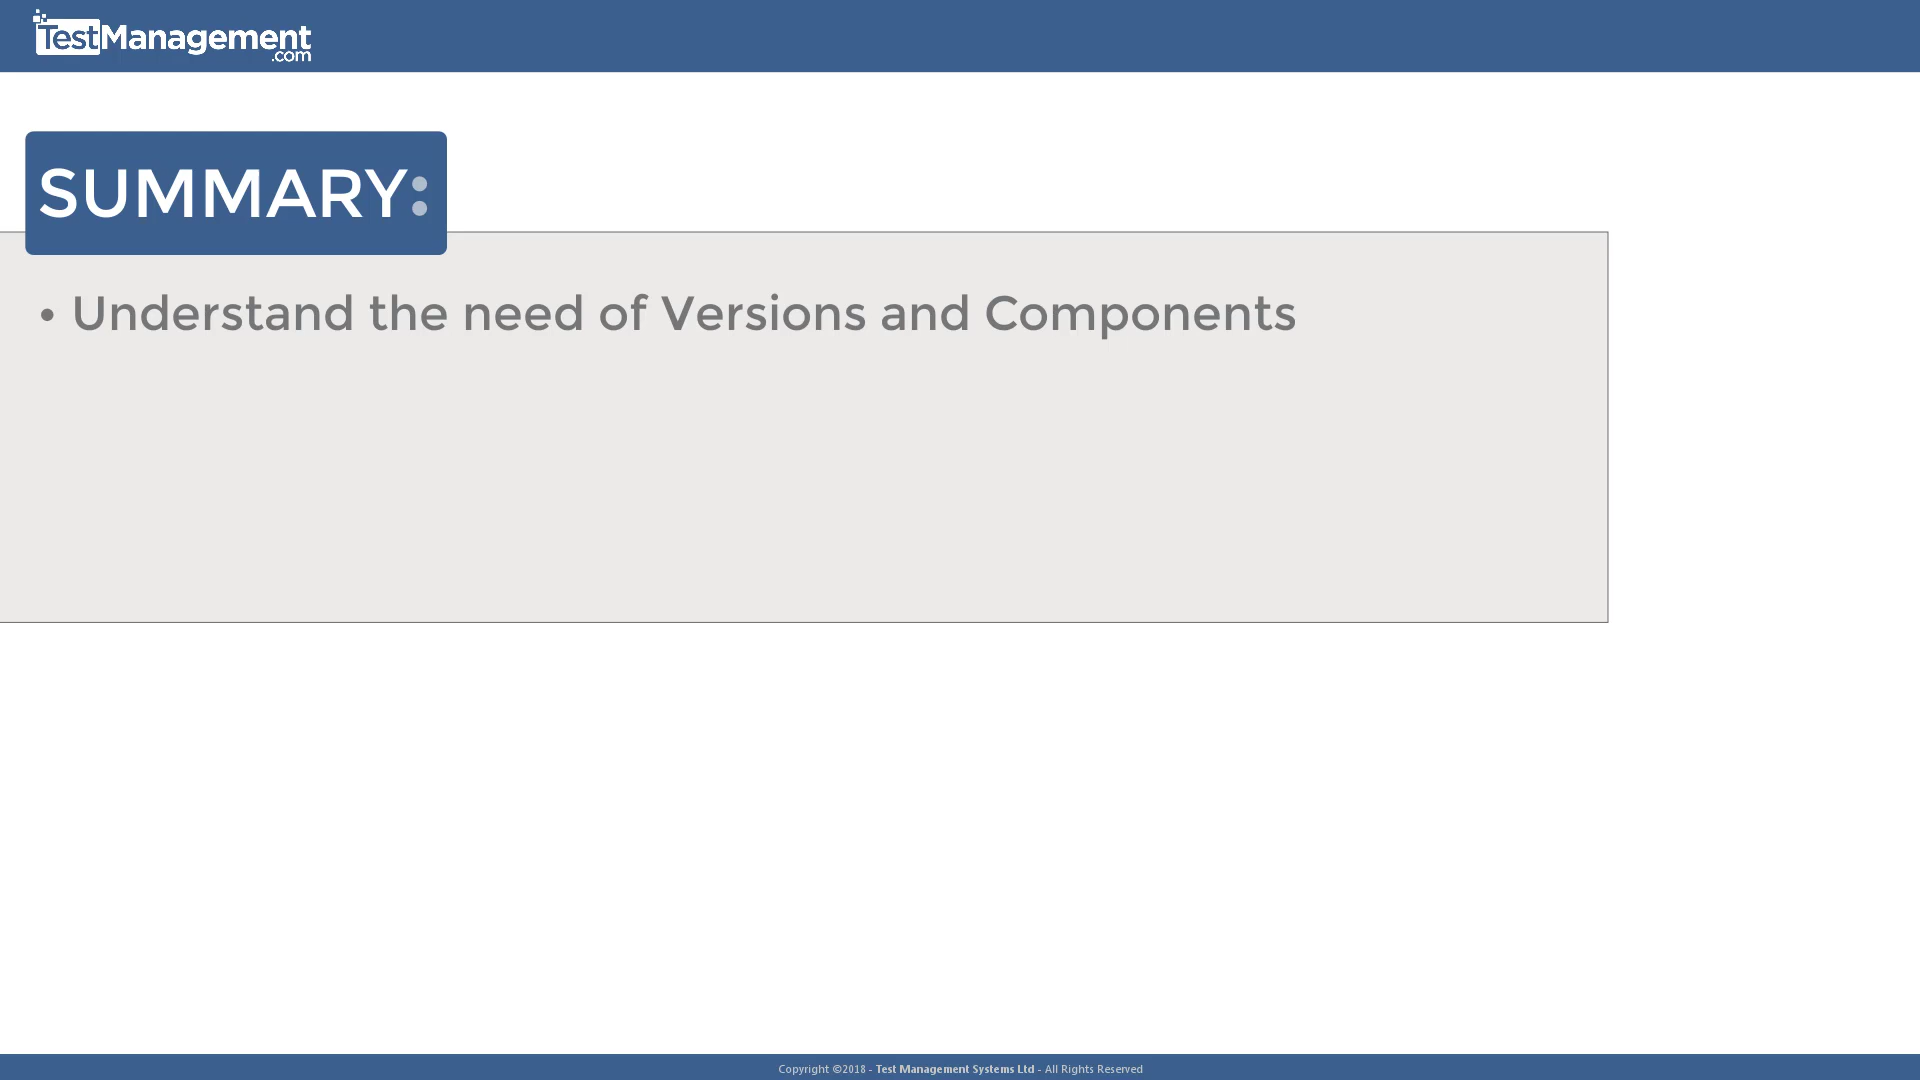 TestManagement
.com
SUMMARY:
• Understand the need of Versions and Components
Copyright ©2018 - Test Management Systems Ltd - All Rights Reserved